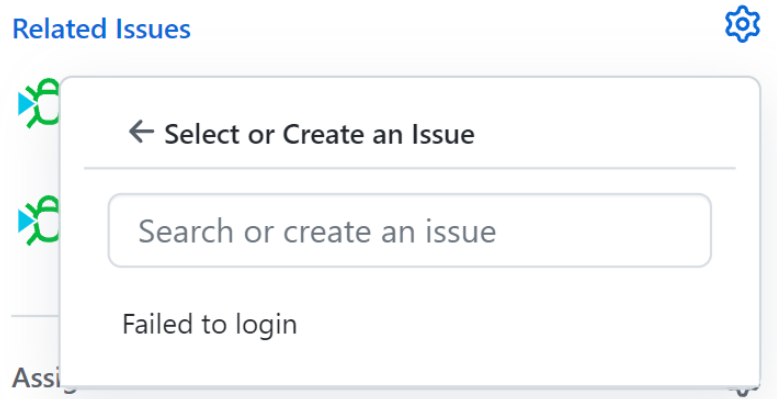 Related Issues
Select or Create an Issue
Search or create an issue
Failed to login